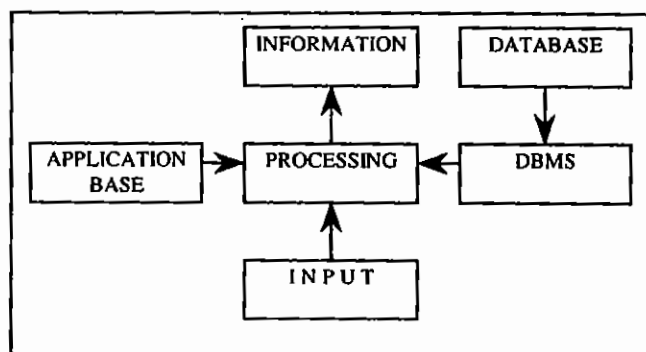 INFORMATION
DATABASE
APPLICATION
BASE
PROCESSING
DBMS
INPUT